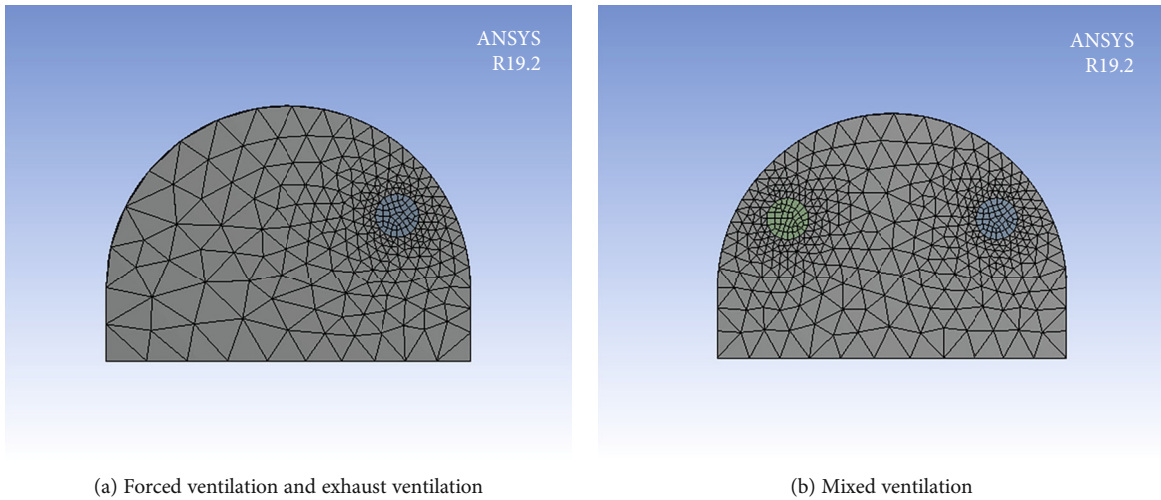 ANSYS
R19.2
ANSYS
R19.2
(a) Forced ventilation and exhaust ventilation
(b) Mixed ventilation